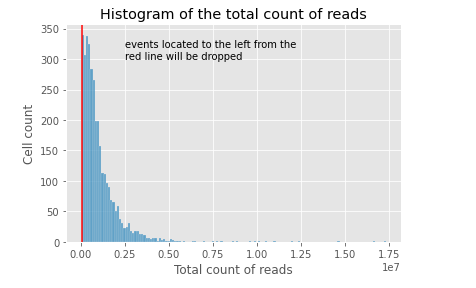 Histogram of the total count of reads
events located to the left from the
red line will be dropped
Cell count
350
300
250
200
150
100
50
0
0.00 0.25 0.50 0.75 1.00 1.25 1.50 1.75
1e7
Total count of reads